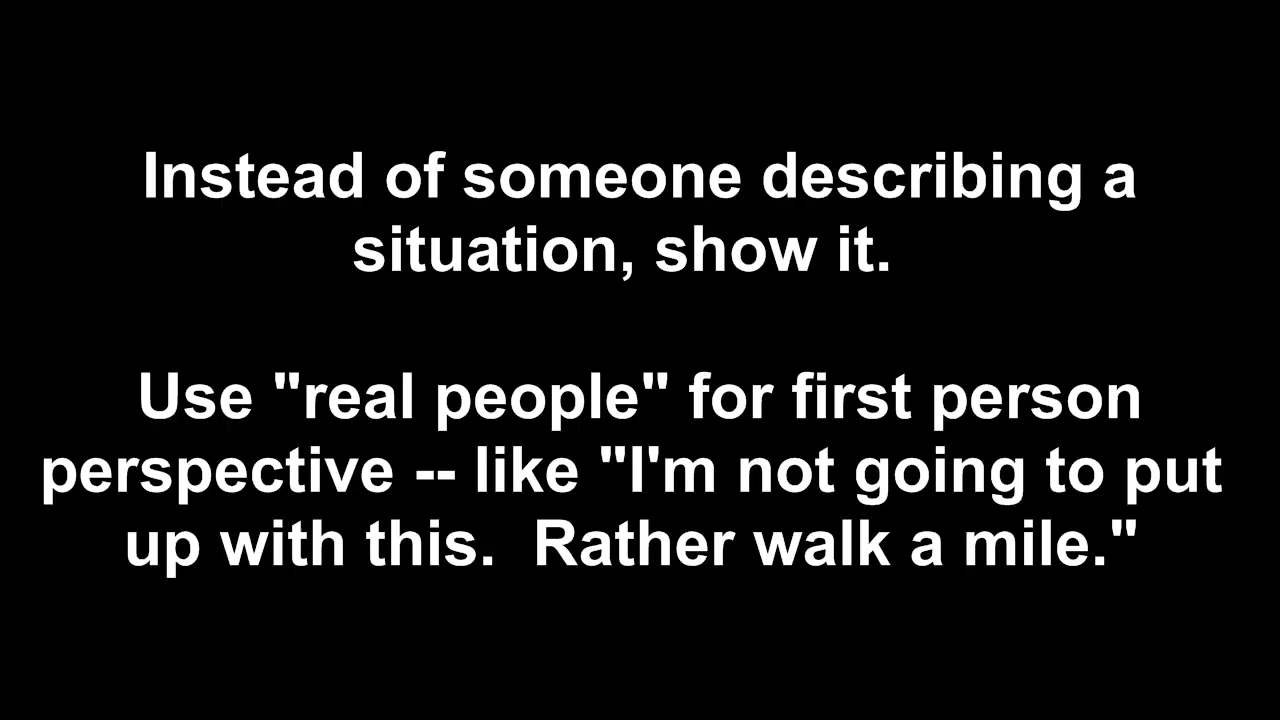 Instead of someone describing a
situation, show it.
Use "real people" for first person
perspective -- like "I'm not going to put
up with this.  Rather walk a mile."